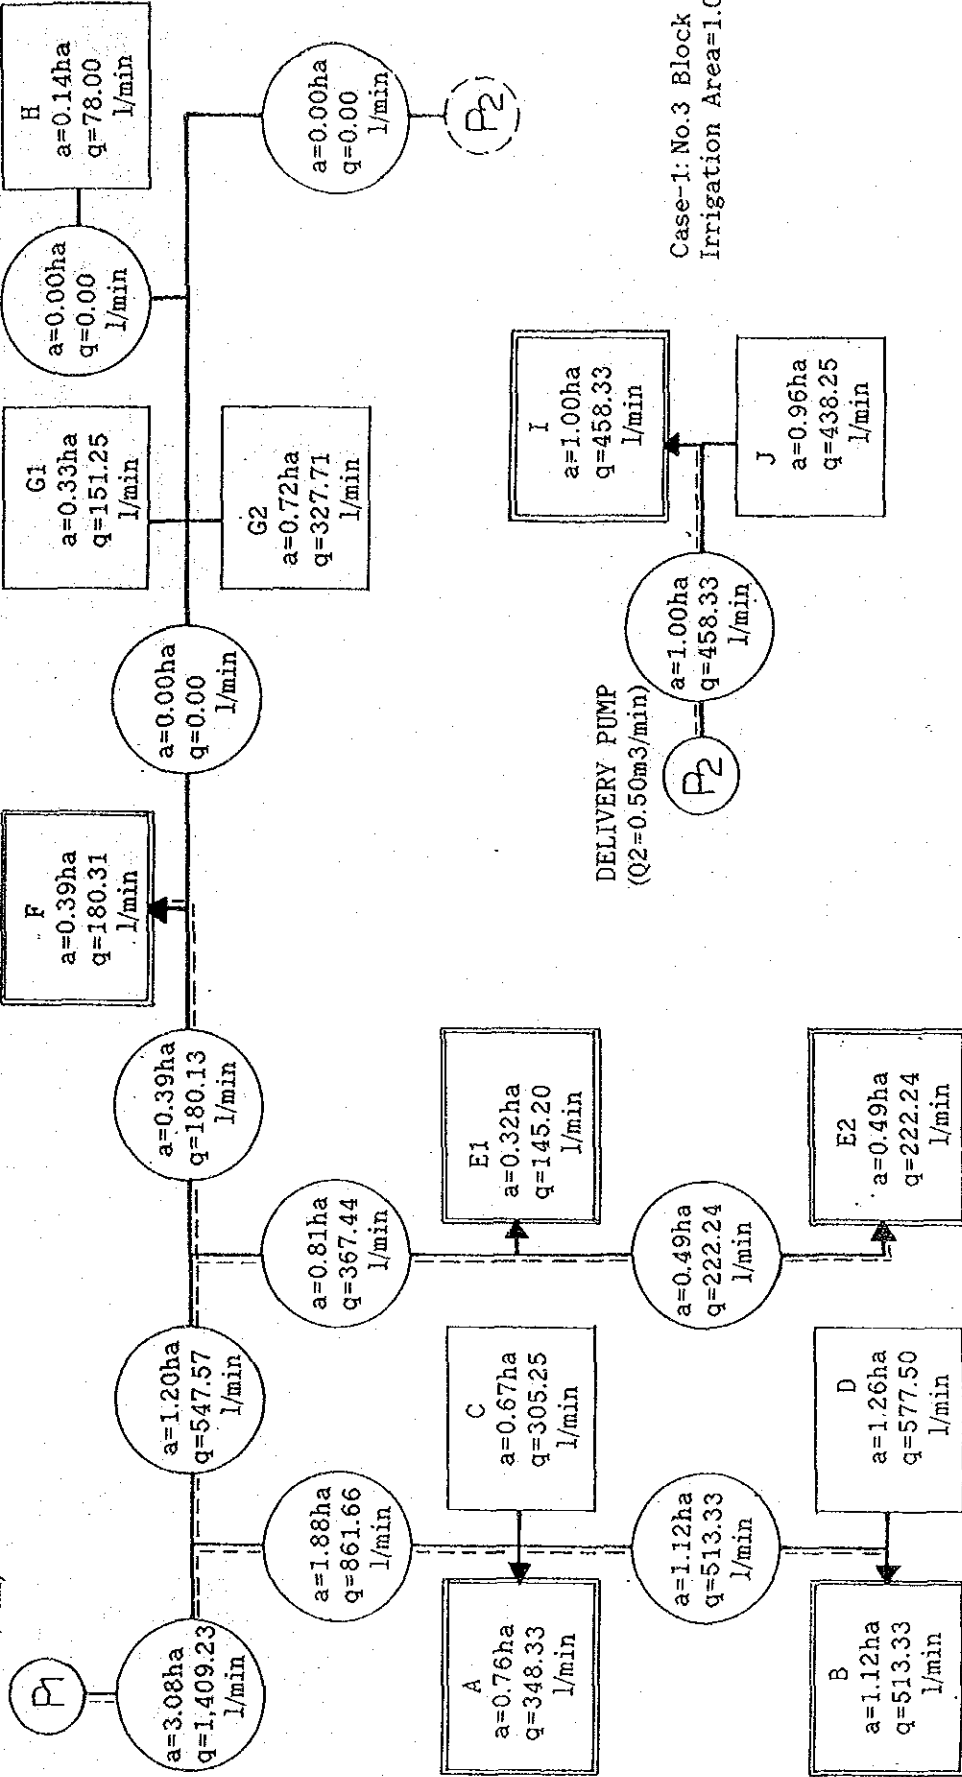 P1
a=3.08ha
q=1,409.23
l/min
a=1.20ha
q=547.57
l/min
a=0.39ha
q=180.13
l/min
F
a=0.39ha
q=180.31
l/min
a=0.00ha
q=0.00
l/min
G1
a=0.33ha
q=151.25
l/min
G2
a=0.72ha
q=327.71
l/min
a=0.00ha
q=0.00
l/min
H
a=0.14ha
q=78.00
l/min
a=0.00ha
q=0.00
l/min
P2
a=1.88ha
q=861.66
l/min
A
a=0.76ha
q=348.33
l/min
C
a=0.67ha
q=305.25
l/min
a=1.12ha
q=513.33
l/min
B
a=1.12ha
q=513.33
l/min
D
a=1.26ha
q=577.50
l/min
a=0.81ha
q=367.44
l/min
E1
a=0.32ha
q=145.20
l/min
a=0.49ha
q=222.24
l/min
E2
a=0.49ha
q=222.24
l/min
DELIVERY PUMP
(Q2=0.50m3/min)
P2
a=1.00ha
q=458.33
l/min
I
a=1.00ha
q=458.33
l/min
J
a=0.96ha
q=438.25
l/min
Case-1: No.3 Block
Irrigation Area=1.0